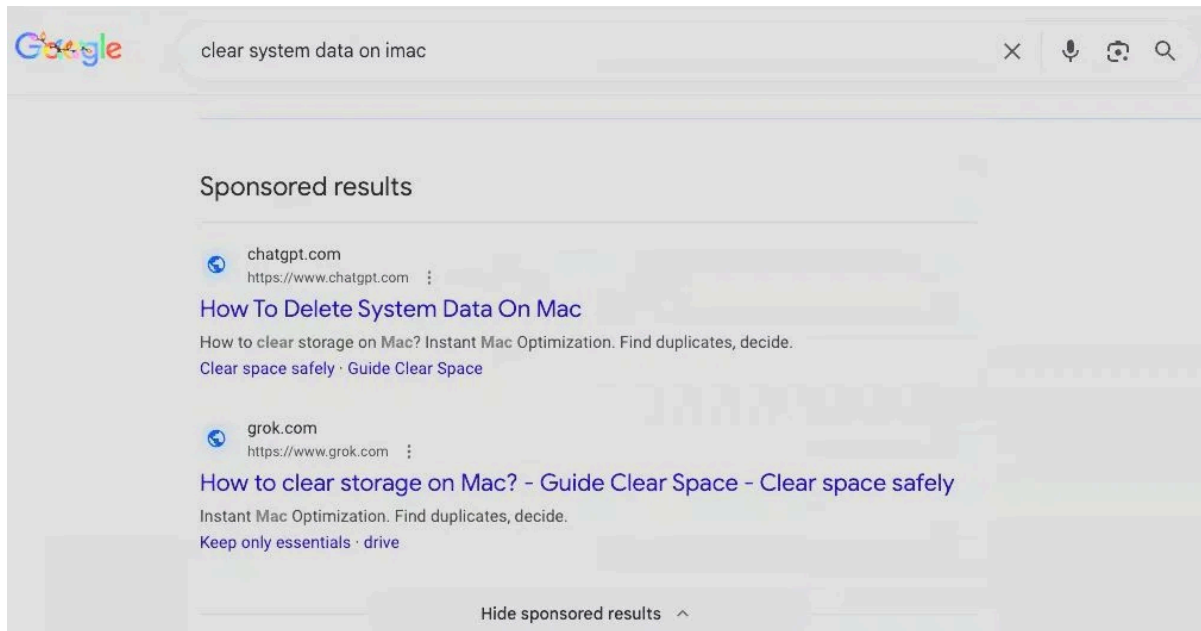 Google
clear system data on imac
Sponsored results
chatgpt.com
https://www.chatgpt.com
How To Delete System Data On Mac
How to clear storage on Mac? Instant Mac Optimization. Find duplicates, decide.
Clear space safely · Guide Clear Space
grok.com
https://www.grok.com
How to clear storage on Mac? - Guide Clear Space - Clear space safely
Instant Mac Optimization. Find duplicates, decide.
Keep only essentials · drive
Hide sponsored results